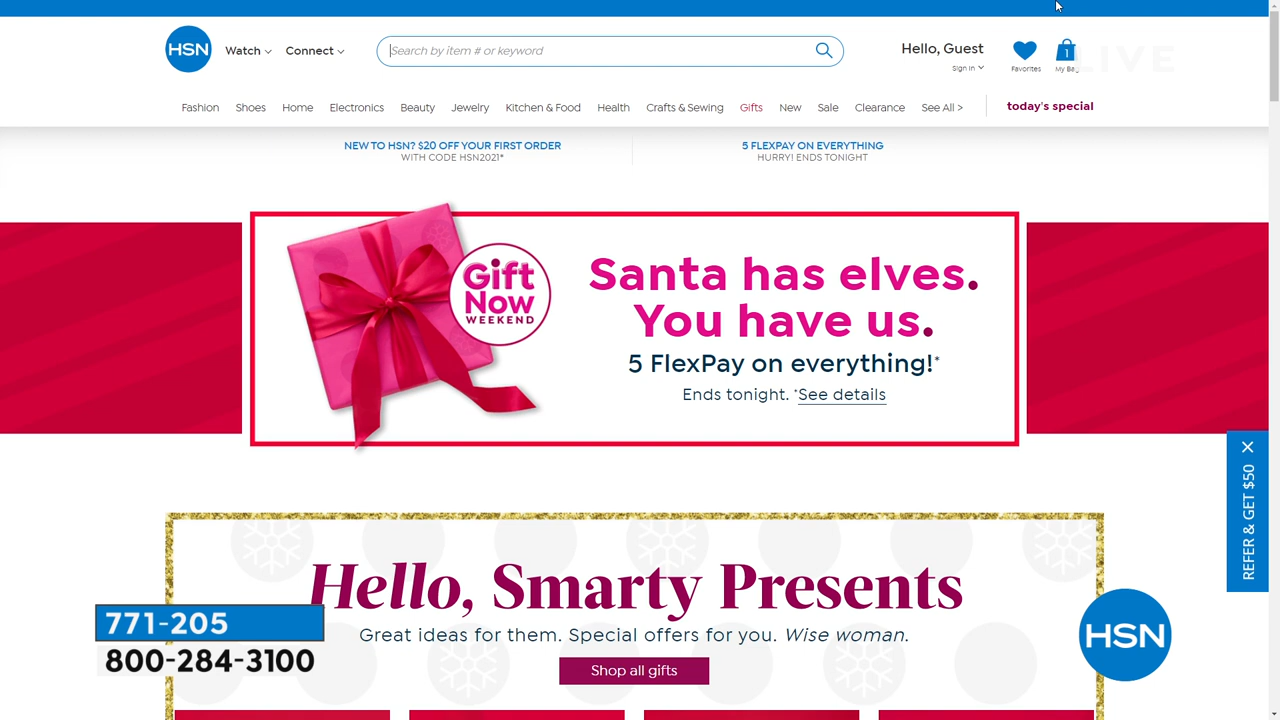 HSN
Watch
Connect
Search by item # or keyword
Hello, Guest
Sign in
Favorites
1
My Bag
LIVE
Fashion
Shoes
Home
Electronics
Beauty
Jewelry
Kitchen & Food
Health
Crafts & Sewing
Gifts
New
Sale
Clearance
See All >
today's special
NEW TO HSN? $20 OFF YOUR FIRST ORDER
WITH CODE HSN2021*
5 FLEXPAY ON EVERYTHING
HURRY! ENDS TONIGHT
Gift
Now
WEEKEND
Santa has elves.
You have us.
5 FlexPay on everything!*
Ends tonight. *See details
REFER & GET $50
Hello, Smarty Presents
Great ideas for them. Special offers for you. Wise woman.
Shop all gifts
771-205
800-284-3100
HSN